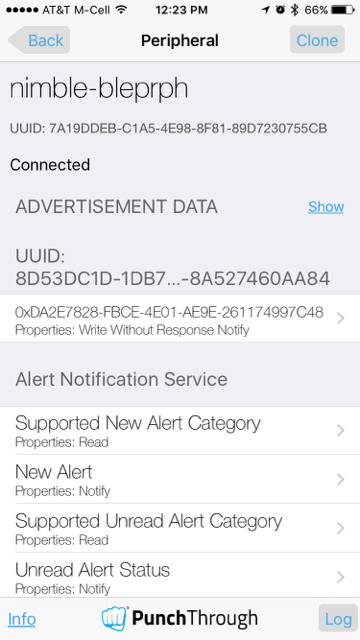 AT&T M-Cell 12:23 PM 66%
Back Peripheral Clone
nimble-bleprph
UUID: 7A19DDEB-C1A5-4E98-8F81-89D7230755CB
Connected
ADVERTISEMENT DATA Show
UUID:
8D53DC1D-1DB7...-8A527460AA84
0xDA2E7828-FBCE-4E01-AE9E-261174997C48
Properties: Write Without Response Notify
Alert Notification Service
Supported New Alert Category
Properties: Read
New Alert
Properties: Notify
Supported Unread Alert Category
Properties: Read
Unread Alert Status
Properties: Notify
Info PunchThrough Log